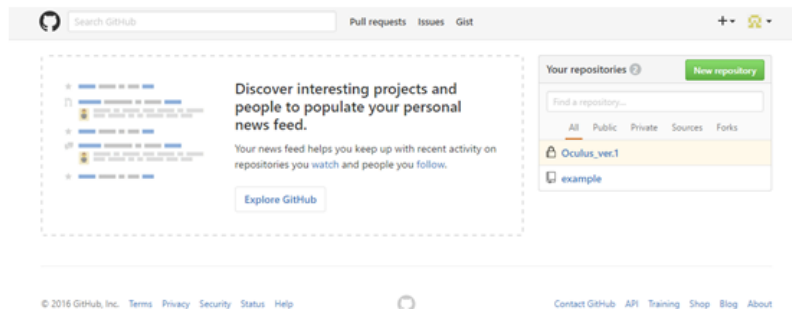 Search GitHub
Pull requests Issues Gist
Discover interesting projects and
people to populate your personal
news feed.
Your news feed helps you keep up with recent activity on
repositories you watch and people you follow.
Explore GitHub
Your repositories 2
New repository
Find a repository...
All Public Private Sources Forks
Oculus_ver.1
example
© 2016 GitHub, Inc. Terms Privacy Security Status Help
Contact GitHub API Training Shop Blog About